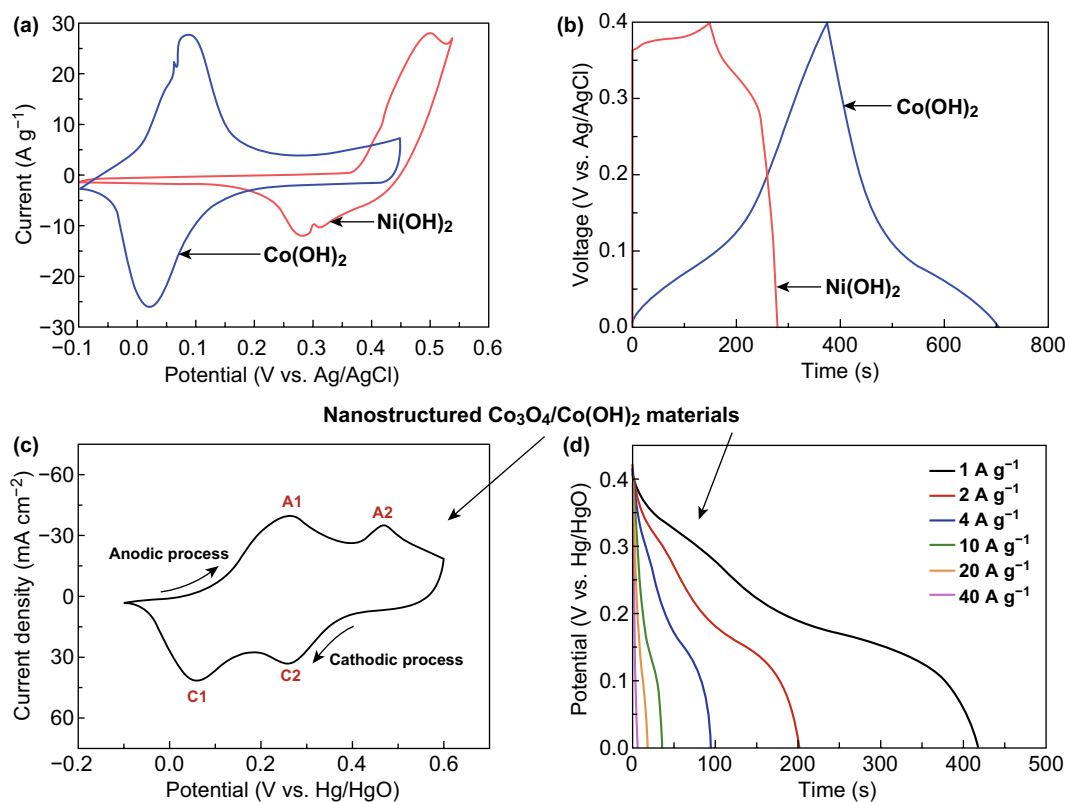 (a)
30
20
10
0
−10
−20
−30
Current (A g⁻¹)
Ni(OH)₂
Co(OH)₂
−0.1 0.0 0.1 0.2 0.3 0.4 0.5 0.6
Potential (V vs. Ag/AgCl)
(b)
0.4
0.3
0.2
0.1
0.0
Voltage (V vs. Ag/AgCl)
Co(OH)₂
Ni(OH)₂
0 200 400 600 800
Time (s)
Nanostructured Co₃O₄/Co(OH)₂ materials
(c)
−60
−30
0
30
60
Current density (mA cm⁻²)
A1
A2
Anodic process
Cathodic process
C1
C2
−0.2 0.0 0.2 0.4 0.6
Potential (V vs. Hg/HgO)
(d)
0.4
0.3
0.2
0.1
0.0
Potential (V vs. Hg/HgO)
1 A g⁻¹
2 A g⁻¹
4 A g⁻¹
10 A g⁻¹
20 A g⁻¹
40 A g⁻¹
0 100 200 300 400 500
Time (s)